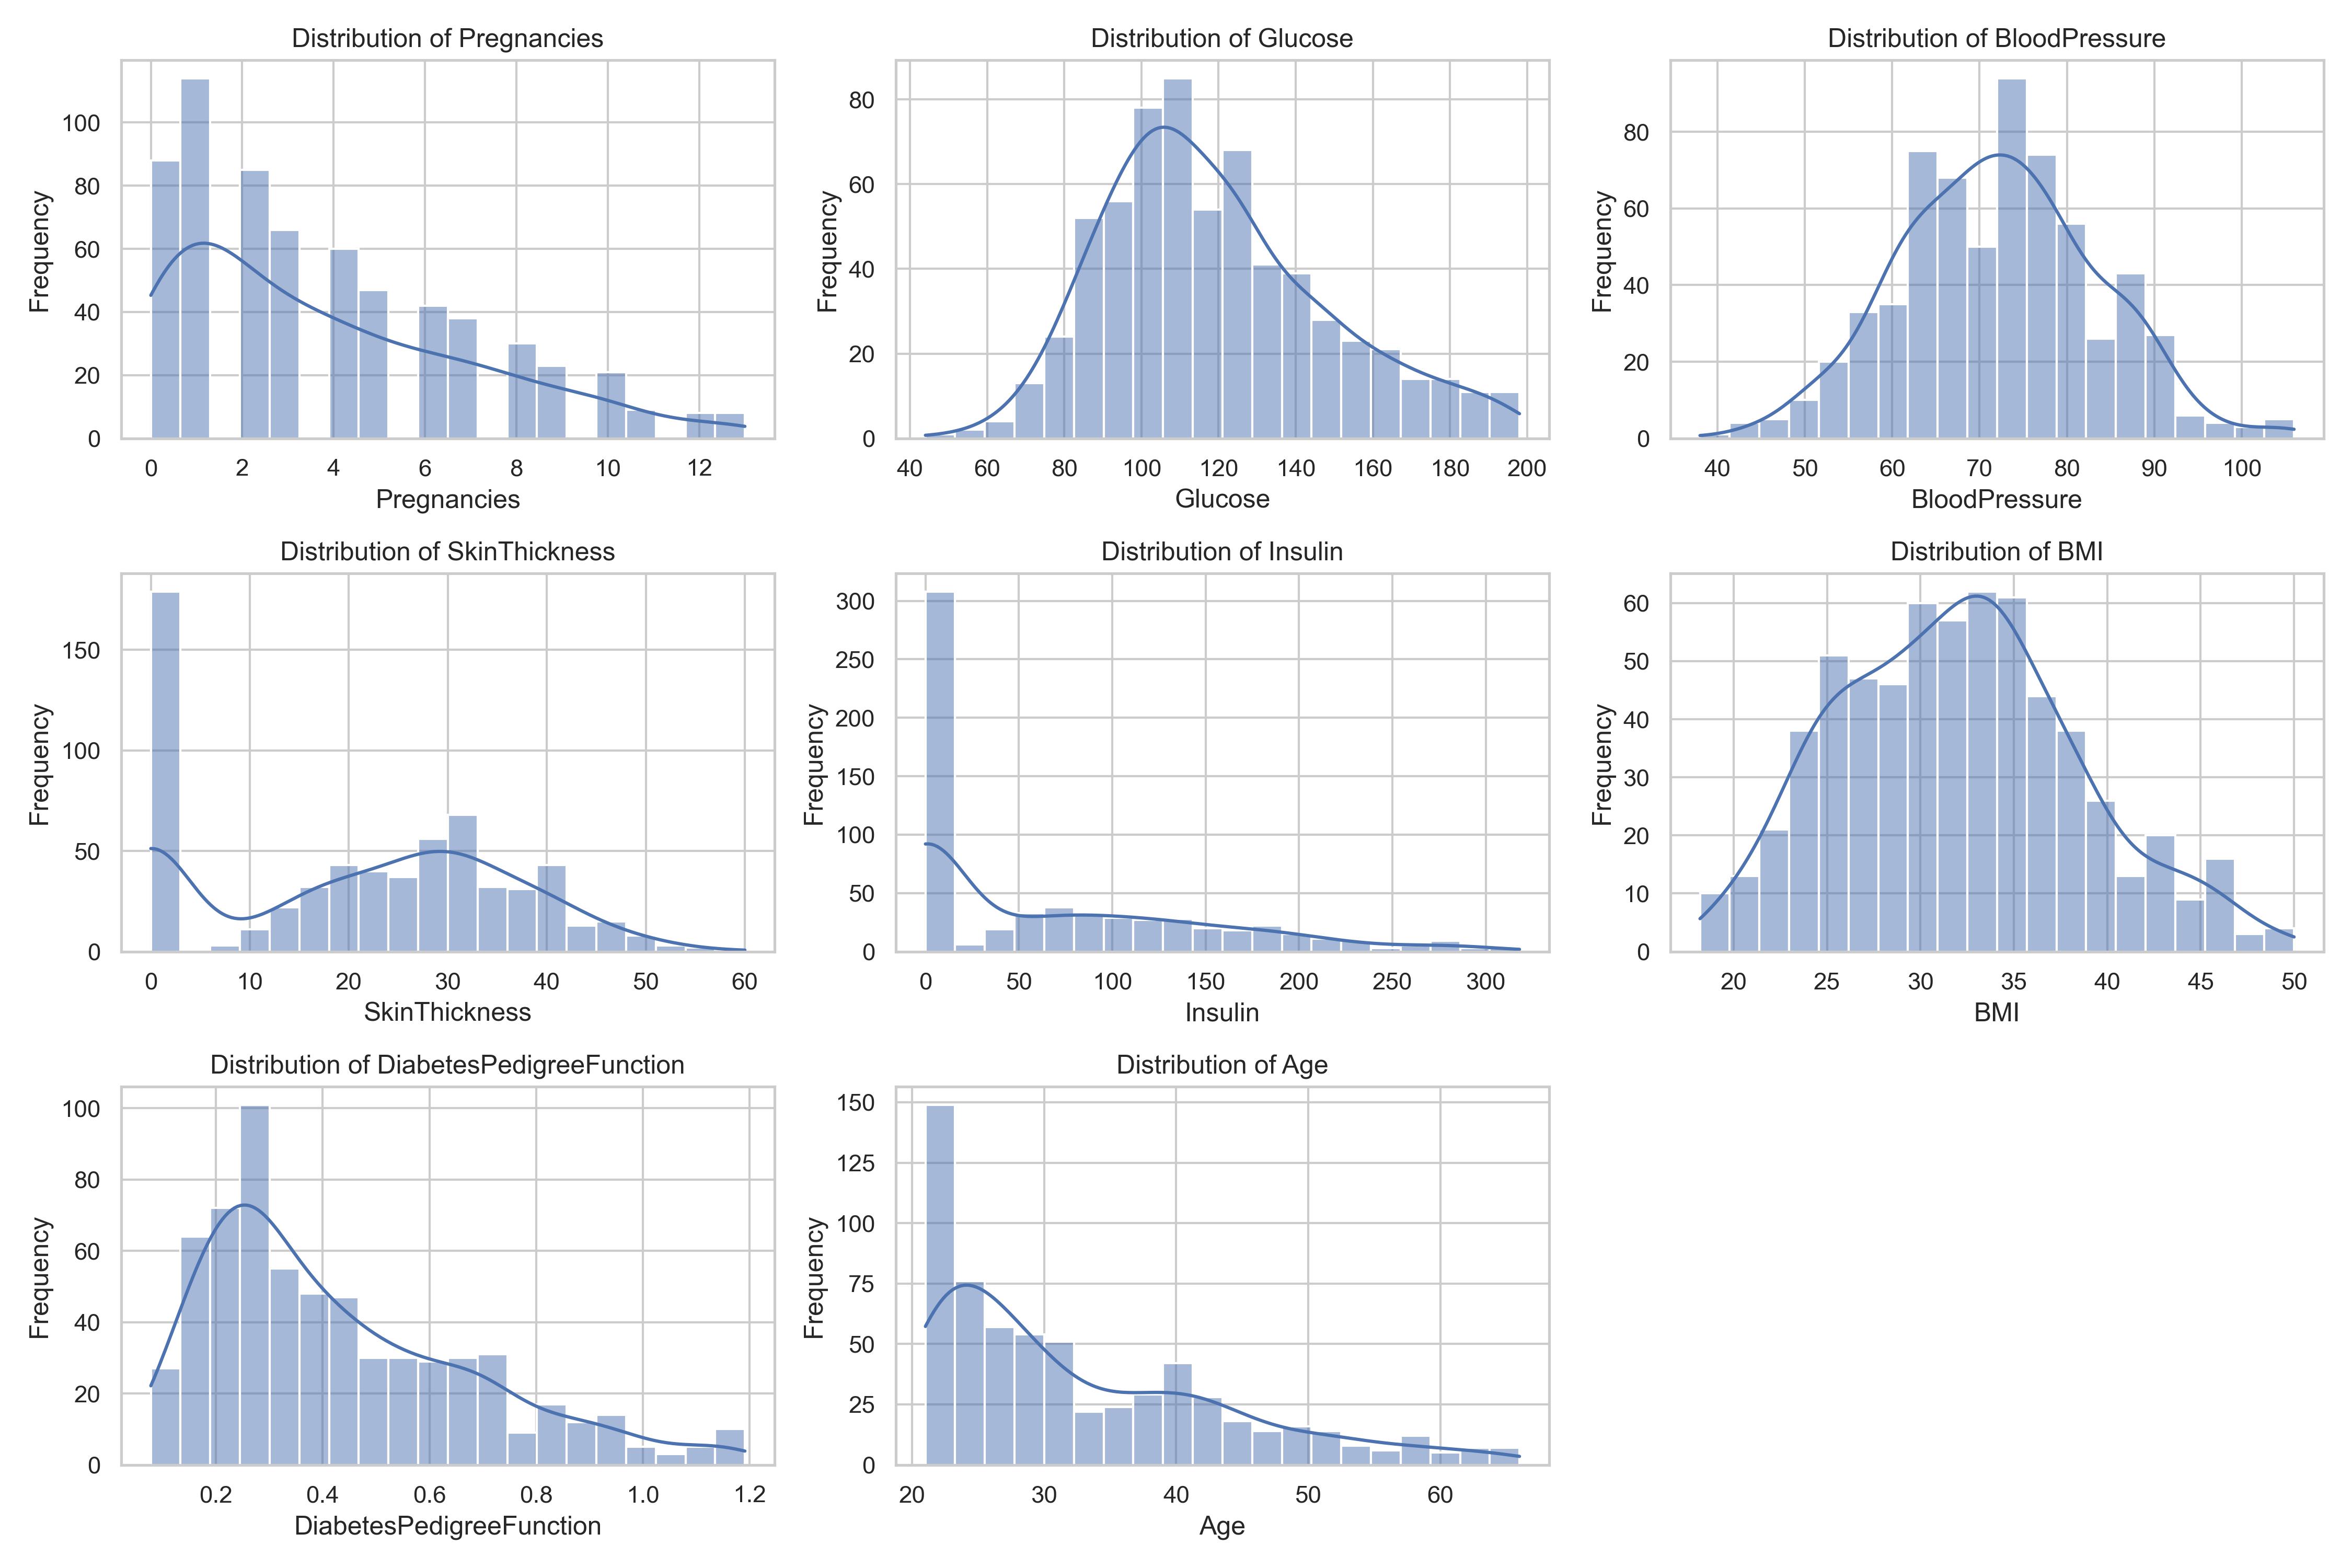 Distribution of Pregnancies
Frequency
100
80
60
40
20
0
0 2 4 6 8 10 12
Pregnancies
Distribution of Glucose
Frequency
80
60
40
20
0
40 60 80 100 120 140 160 180 200
Glucose
Distribution of BloodPressure
Frequency
80
60
40
20
0
40 50 60 70 80 90 100
BloodPressure
Distribution of SkinThickness
Frequency
150
100
50
0
0 10 20 30 40 50 60
SkinThickness
Distribution of Insulin
Frequency
300
250
200
150
100
50
0
0 50 100 150 200 250 300
Insulin
Distribution of BMI
Frequency
60
50
40
30
20
10
0
20 25 30 35 40 45 50
BMI
Distribution of DiabetesPedigreeFunction
Frequency
100
80
60
40
20
0
0.2 0.4 0.6 0.8 1.0 1.2
DiabetesPedigreeFunction
Distribution of Age
Frequency
150
125
100
75
50
25
0
20 30 40 50 60
Age